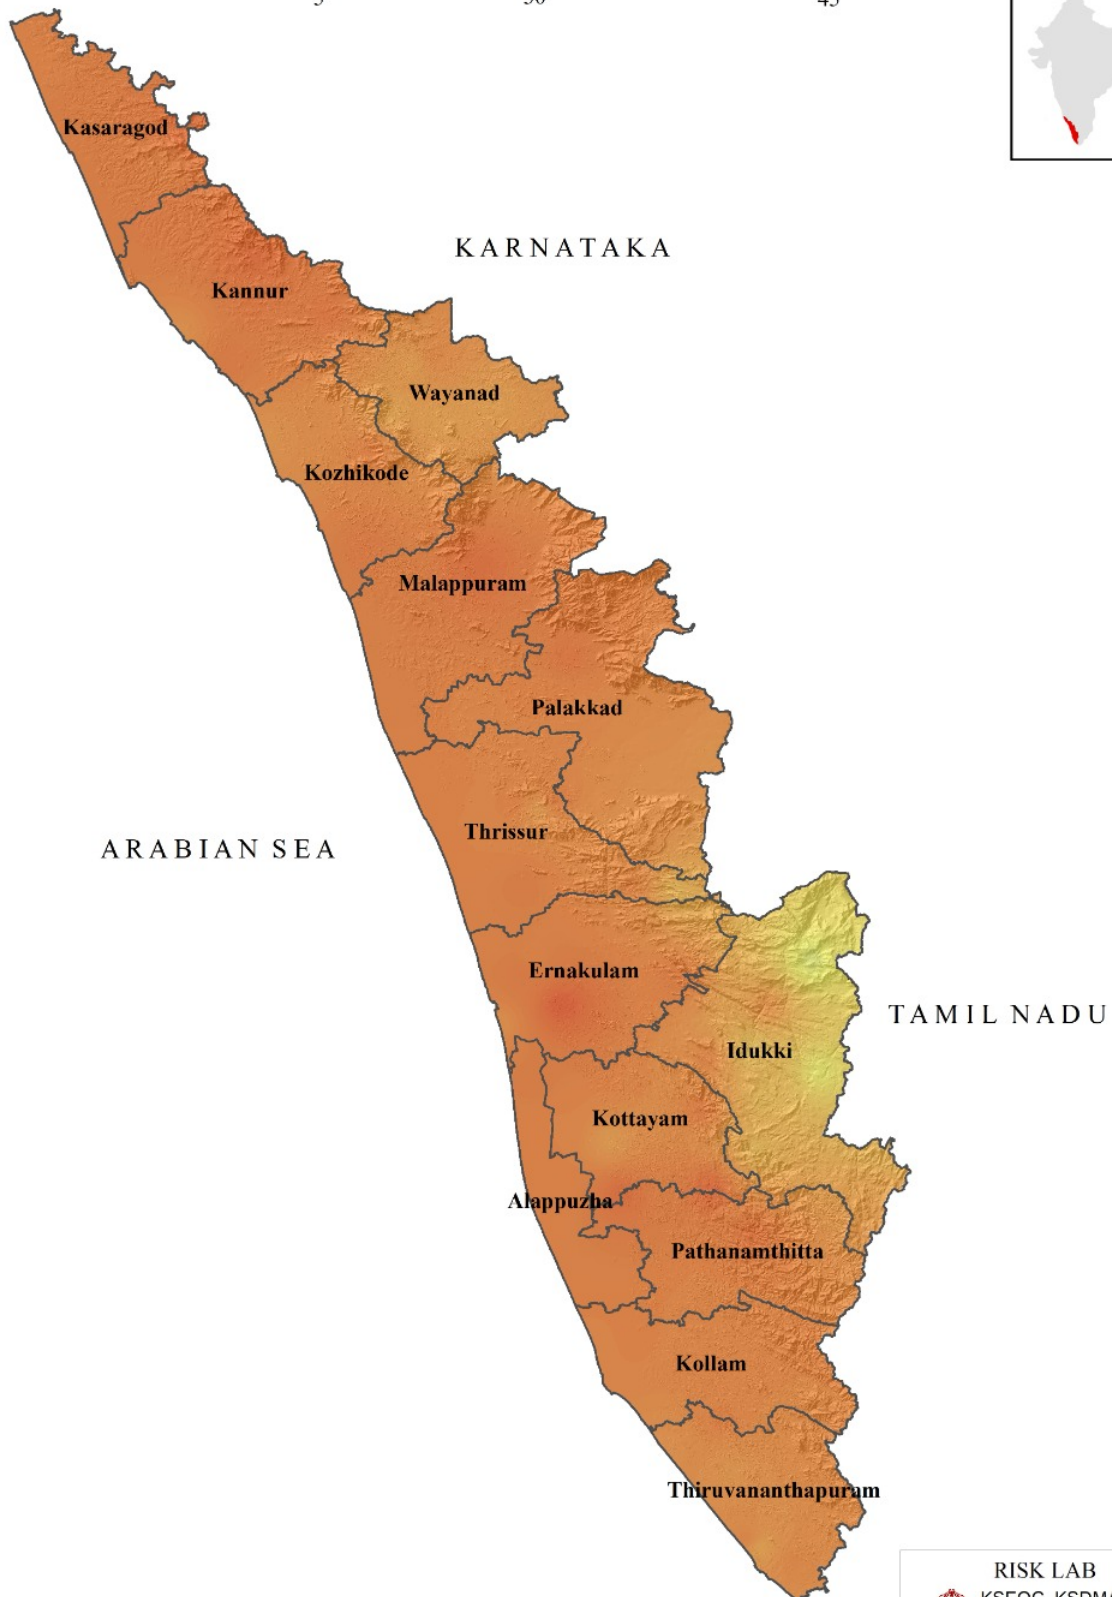 Kasaragod
KARNATAKA
Kannur
Wayanad
Kozhikode
Malappuram
Palakkad
Thrissur
ARABIAN SEA
Ernakulam
TAMIL NADU
Idukki
Kottayam
Alappuzha
Pathanamthitta
Kollam
Thiruvananthapuram
RISK LAB